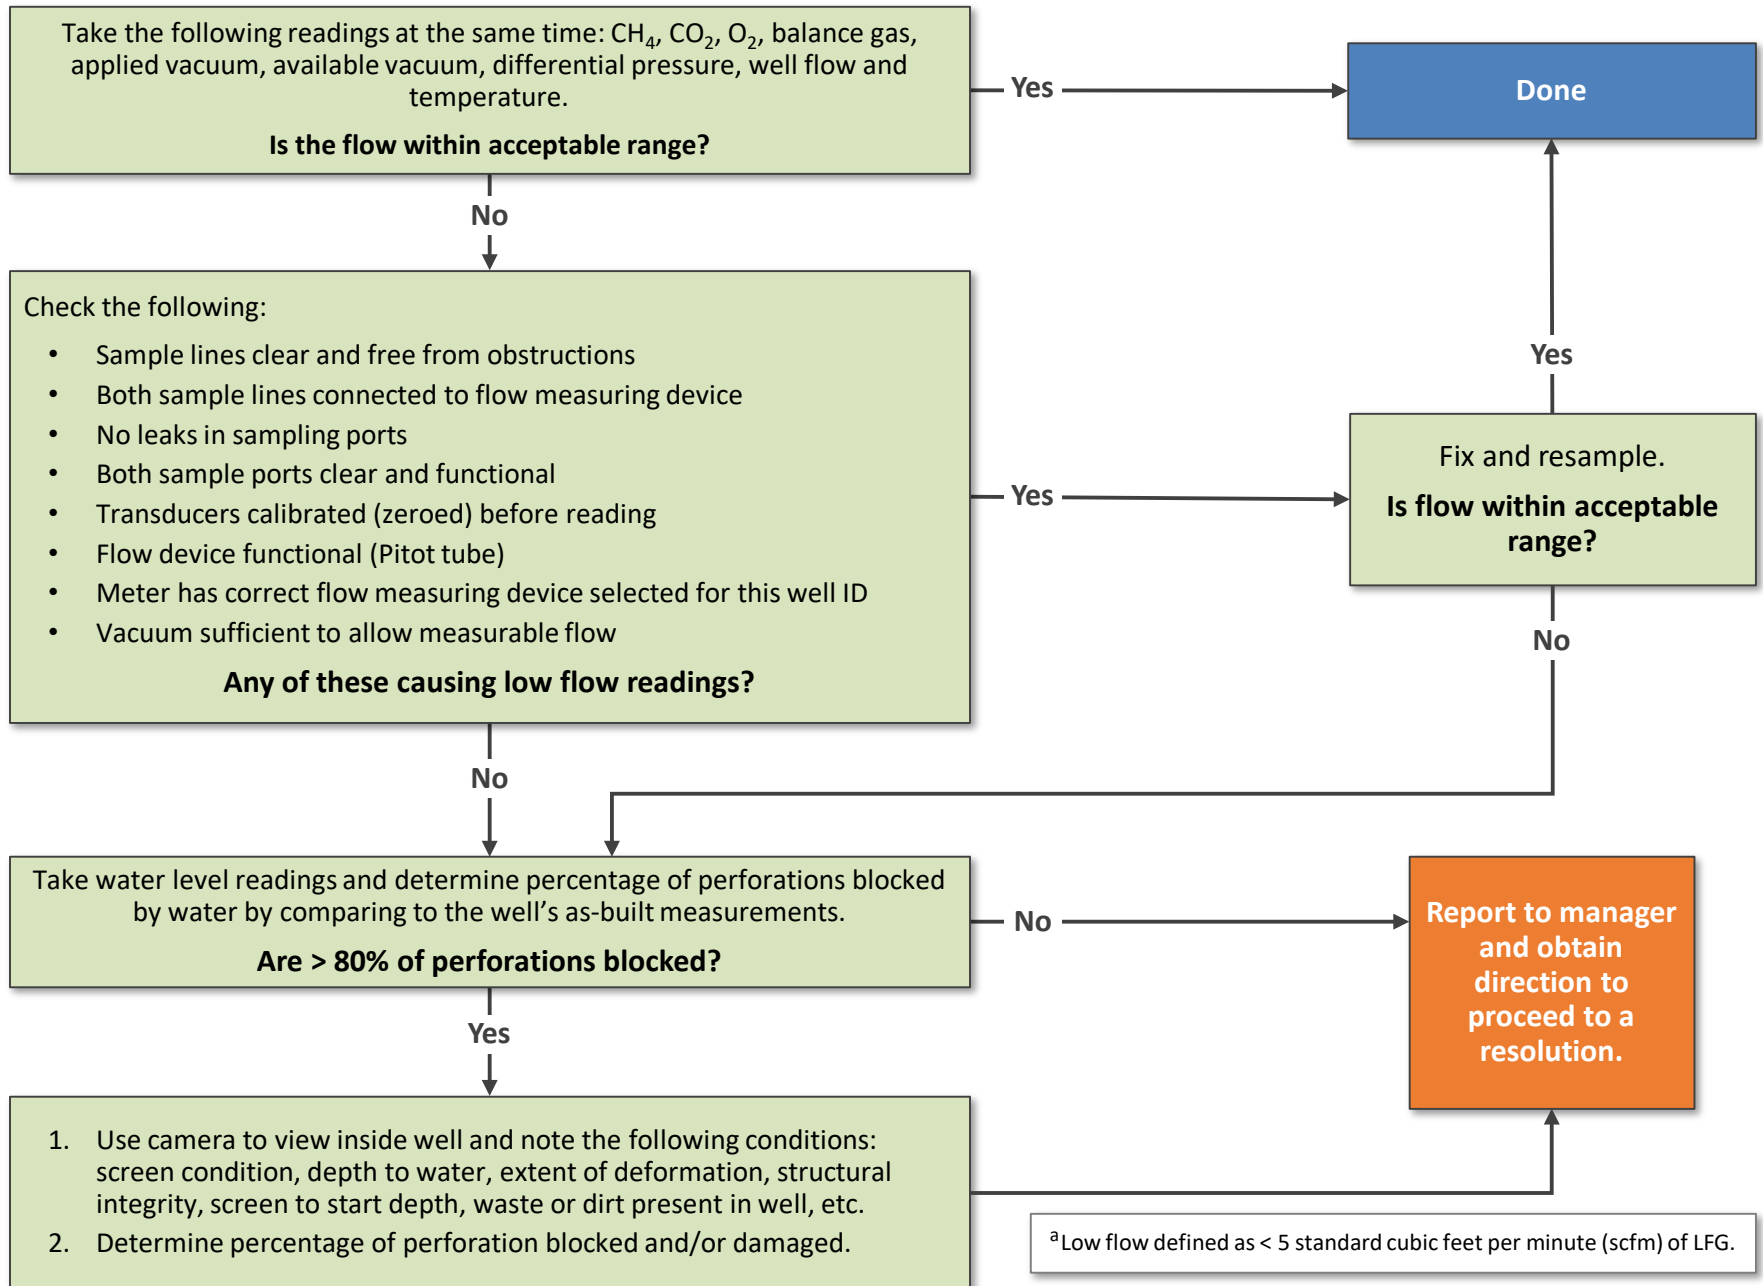 Take the following readings at the same time: CH₄, CO₂, O₂, balance gas,
applied vacuum, available vacuum, differential pressure, well flow and
temperature.
Is the flow within acceptable range?
Yes
Done
No
Check the following:
• Sample lines clear and free from obstructions
• Both sample lines connected to flow measuring device
• No leaks in sampling ports
• Both sample ports clear and functional
• Transducers calibrated (zeroed) before reading
• Flow device functional (Pitot tube)
• Meter has correct flow measuring device selected for this well ID
• Vacuum sufficient to allow measurable flow
Any of these causing low flow readings?
Yes
Fix and resample.
Is flow within acceptable
range?
Yes
No
No
Take water level readings and determine percentage of perforations blocked
by water by comparing to the well’s as-built measurements.
Are > 80% of perforations blocked?
No
Report to manager
and obtain
direction to
proceed to a
resolution.
Yes
1. Use camera to view inside well and note the following conditions:
screen condition, depth to water, extent of deformation, structural
integrity, screen to start depth, waste or dirt present in well, etc.
2. Determine percentage of perforation blocked and/or damaged.
ᵃ Low flow defined as < 5 standard cubic feet per minute (scfm) of LFG.